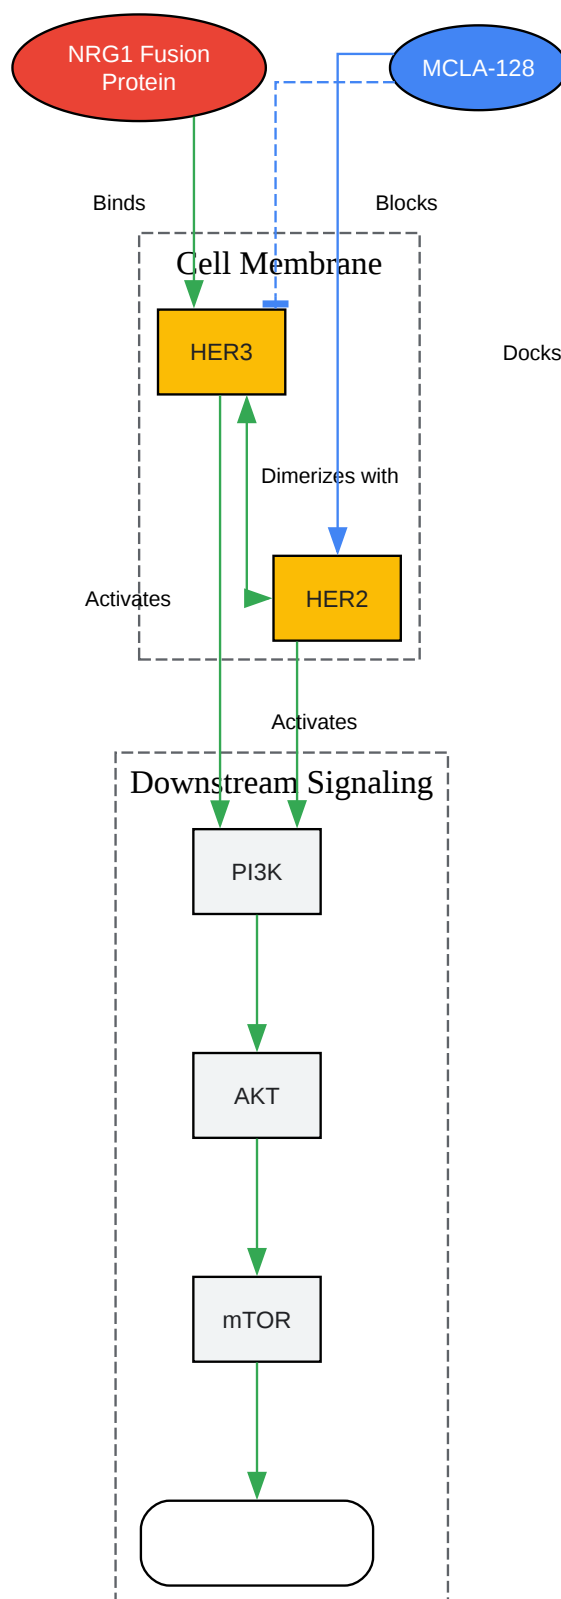 NRG1 Fusion
Protein
MCLA-128
Binds
Blocks
Cell Membrane
HER3
Docks
Dimerizes with
HER2
Activates
Activates
Downstream Signaling
PI3K
AKT
mTOR